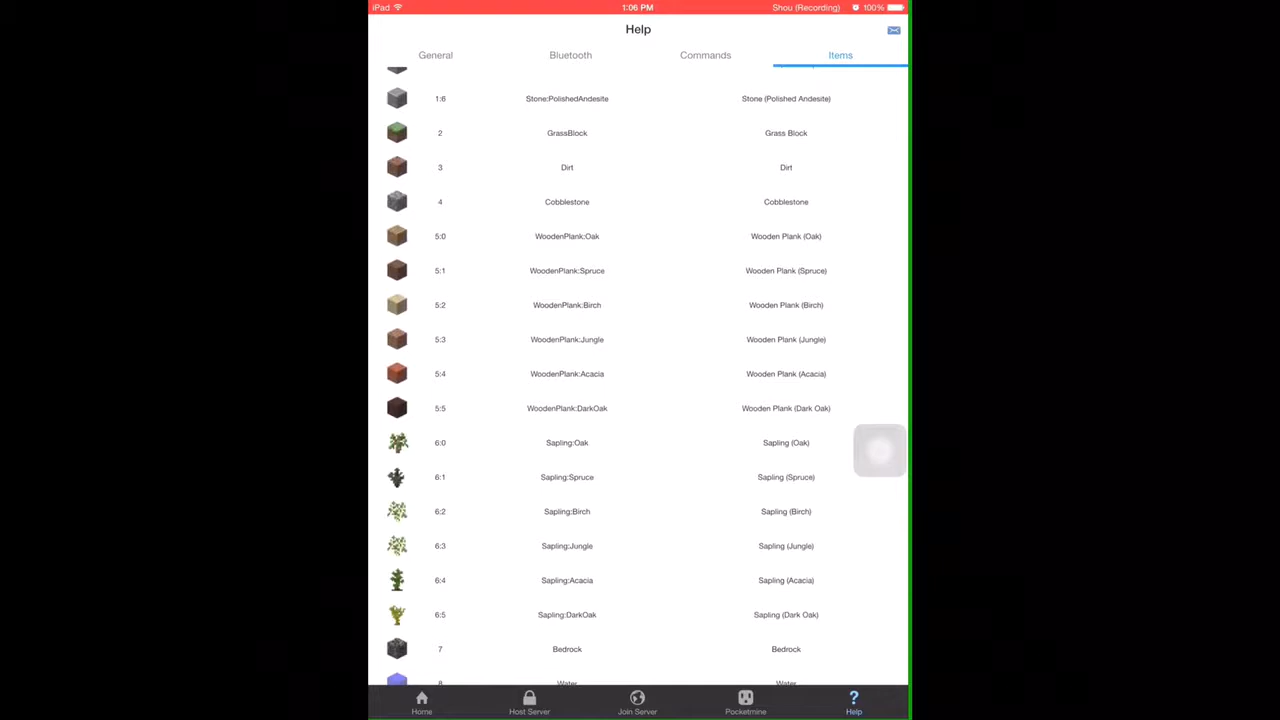 iPad 1:06 PM Shou (Recording) 100%
Help
General Bluetooth Commands Items
1:6 Stone:PolishedAndesite Stone (Polished Andesite)
2 GrassBlock Grass Block
3 Dirt Dirt
4 Cobblestone Cobblestone
5:0 WoodenPlank:Oak Wooden Plank (Oak)
5:1 WoodenPlank:Spruce Wooden Plank (Spruce)
5:2 WoodenPlank:Birch Wooden Plank (Birch)
5:3 WoodenPlank:Jungle Wooden Plank (Jungle)
5:4 WoodenPlank:Acacia Wooden Plank (Acacia)
5:5 WoodenPlank:DarkOak Wooden Plank (Dark Oak)
6:0 Sapling:Oak Sapling (Oak)
6:1 Sapling:Spruce Sapling (Spruce)
6:2 Sapling:Birch Sapling (Birch)
6:3 Sapling:Jungle Sapling (Jungle)
6:4 Sapling:Acacia Sapling (Acacia)
6:5 Sapling:DarkOak Sapling (Dark Oak)
7 Bedrock Bedrock
8 Water Water
Home Host Server Join Server Pocketmine Help